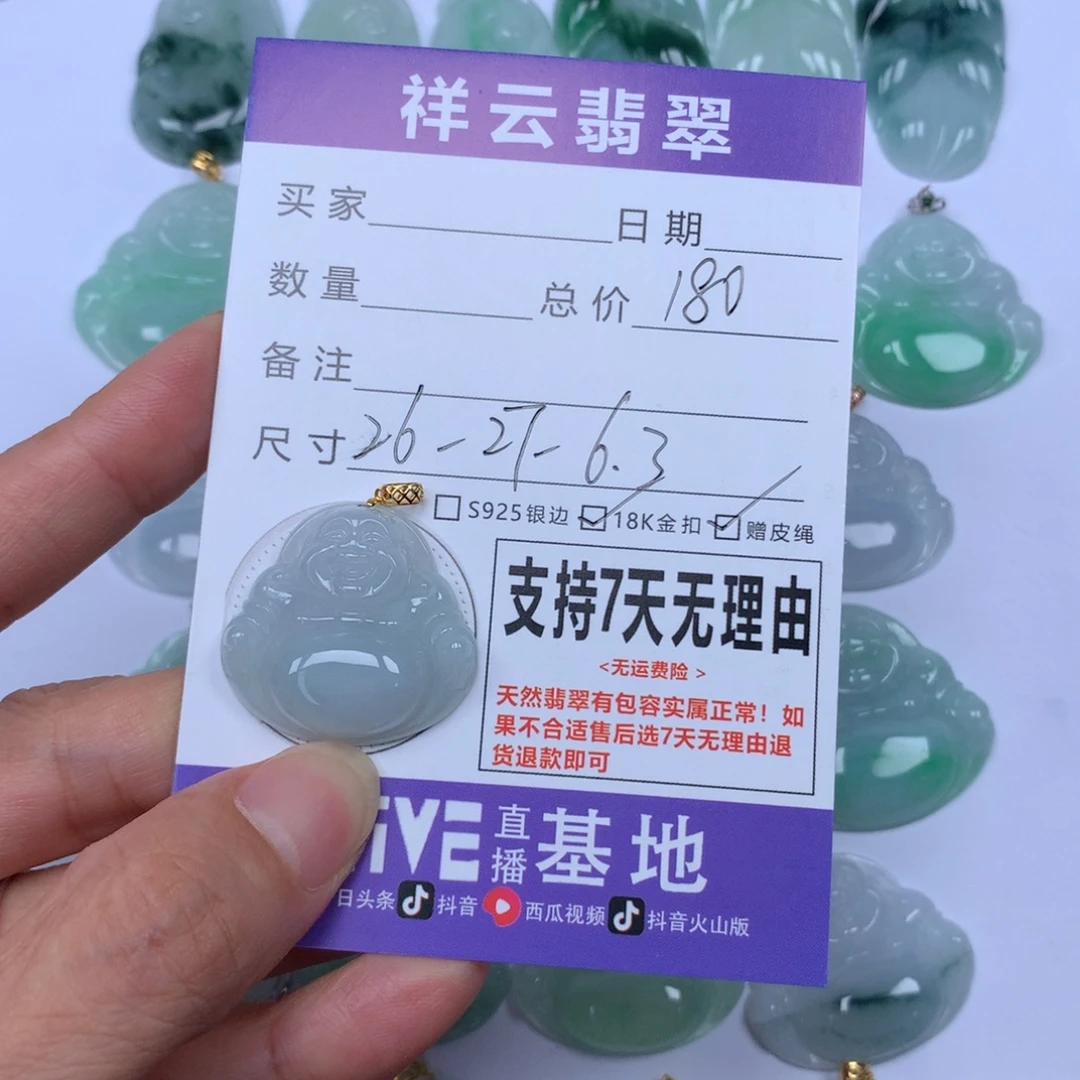 祥云翡翠
买家 日期
数量 总价 180
备注
尺寸 26-27-6.3
S925银边 18K金扣 赠皮绳
支持7天无理由
<无运费险 >
天然翡翠有包容实属正常！如
果不合适售后选7天无理由退
货退款即可
iVE 直播 基地
日头条 抖音 西瓜视频 抖音火山版